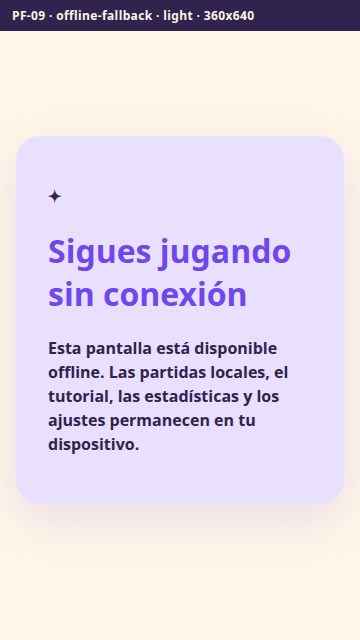 PF-09 · offline-fallback · light · 360x640
✦
Sigues jugando
sin conexión
Esta pantalla está disponible
offline. Las partidas locales, el
tutorial, las estadísticas y los
ajustes permanecen en tu
dispositivo.